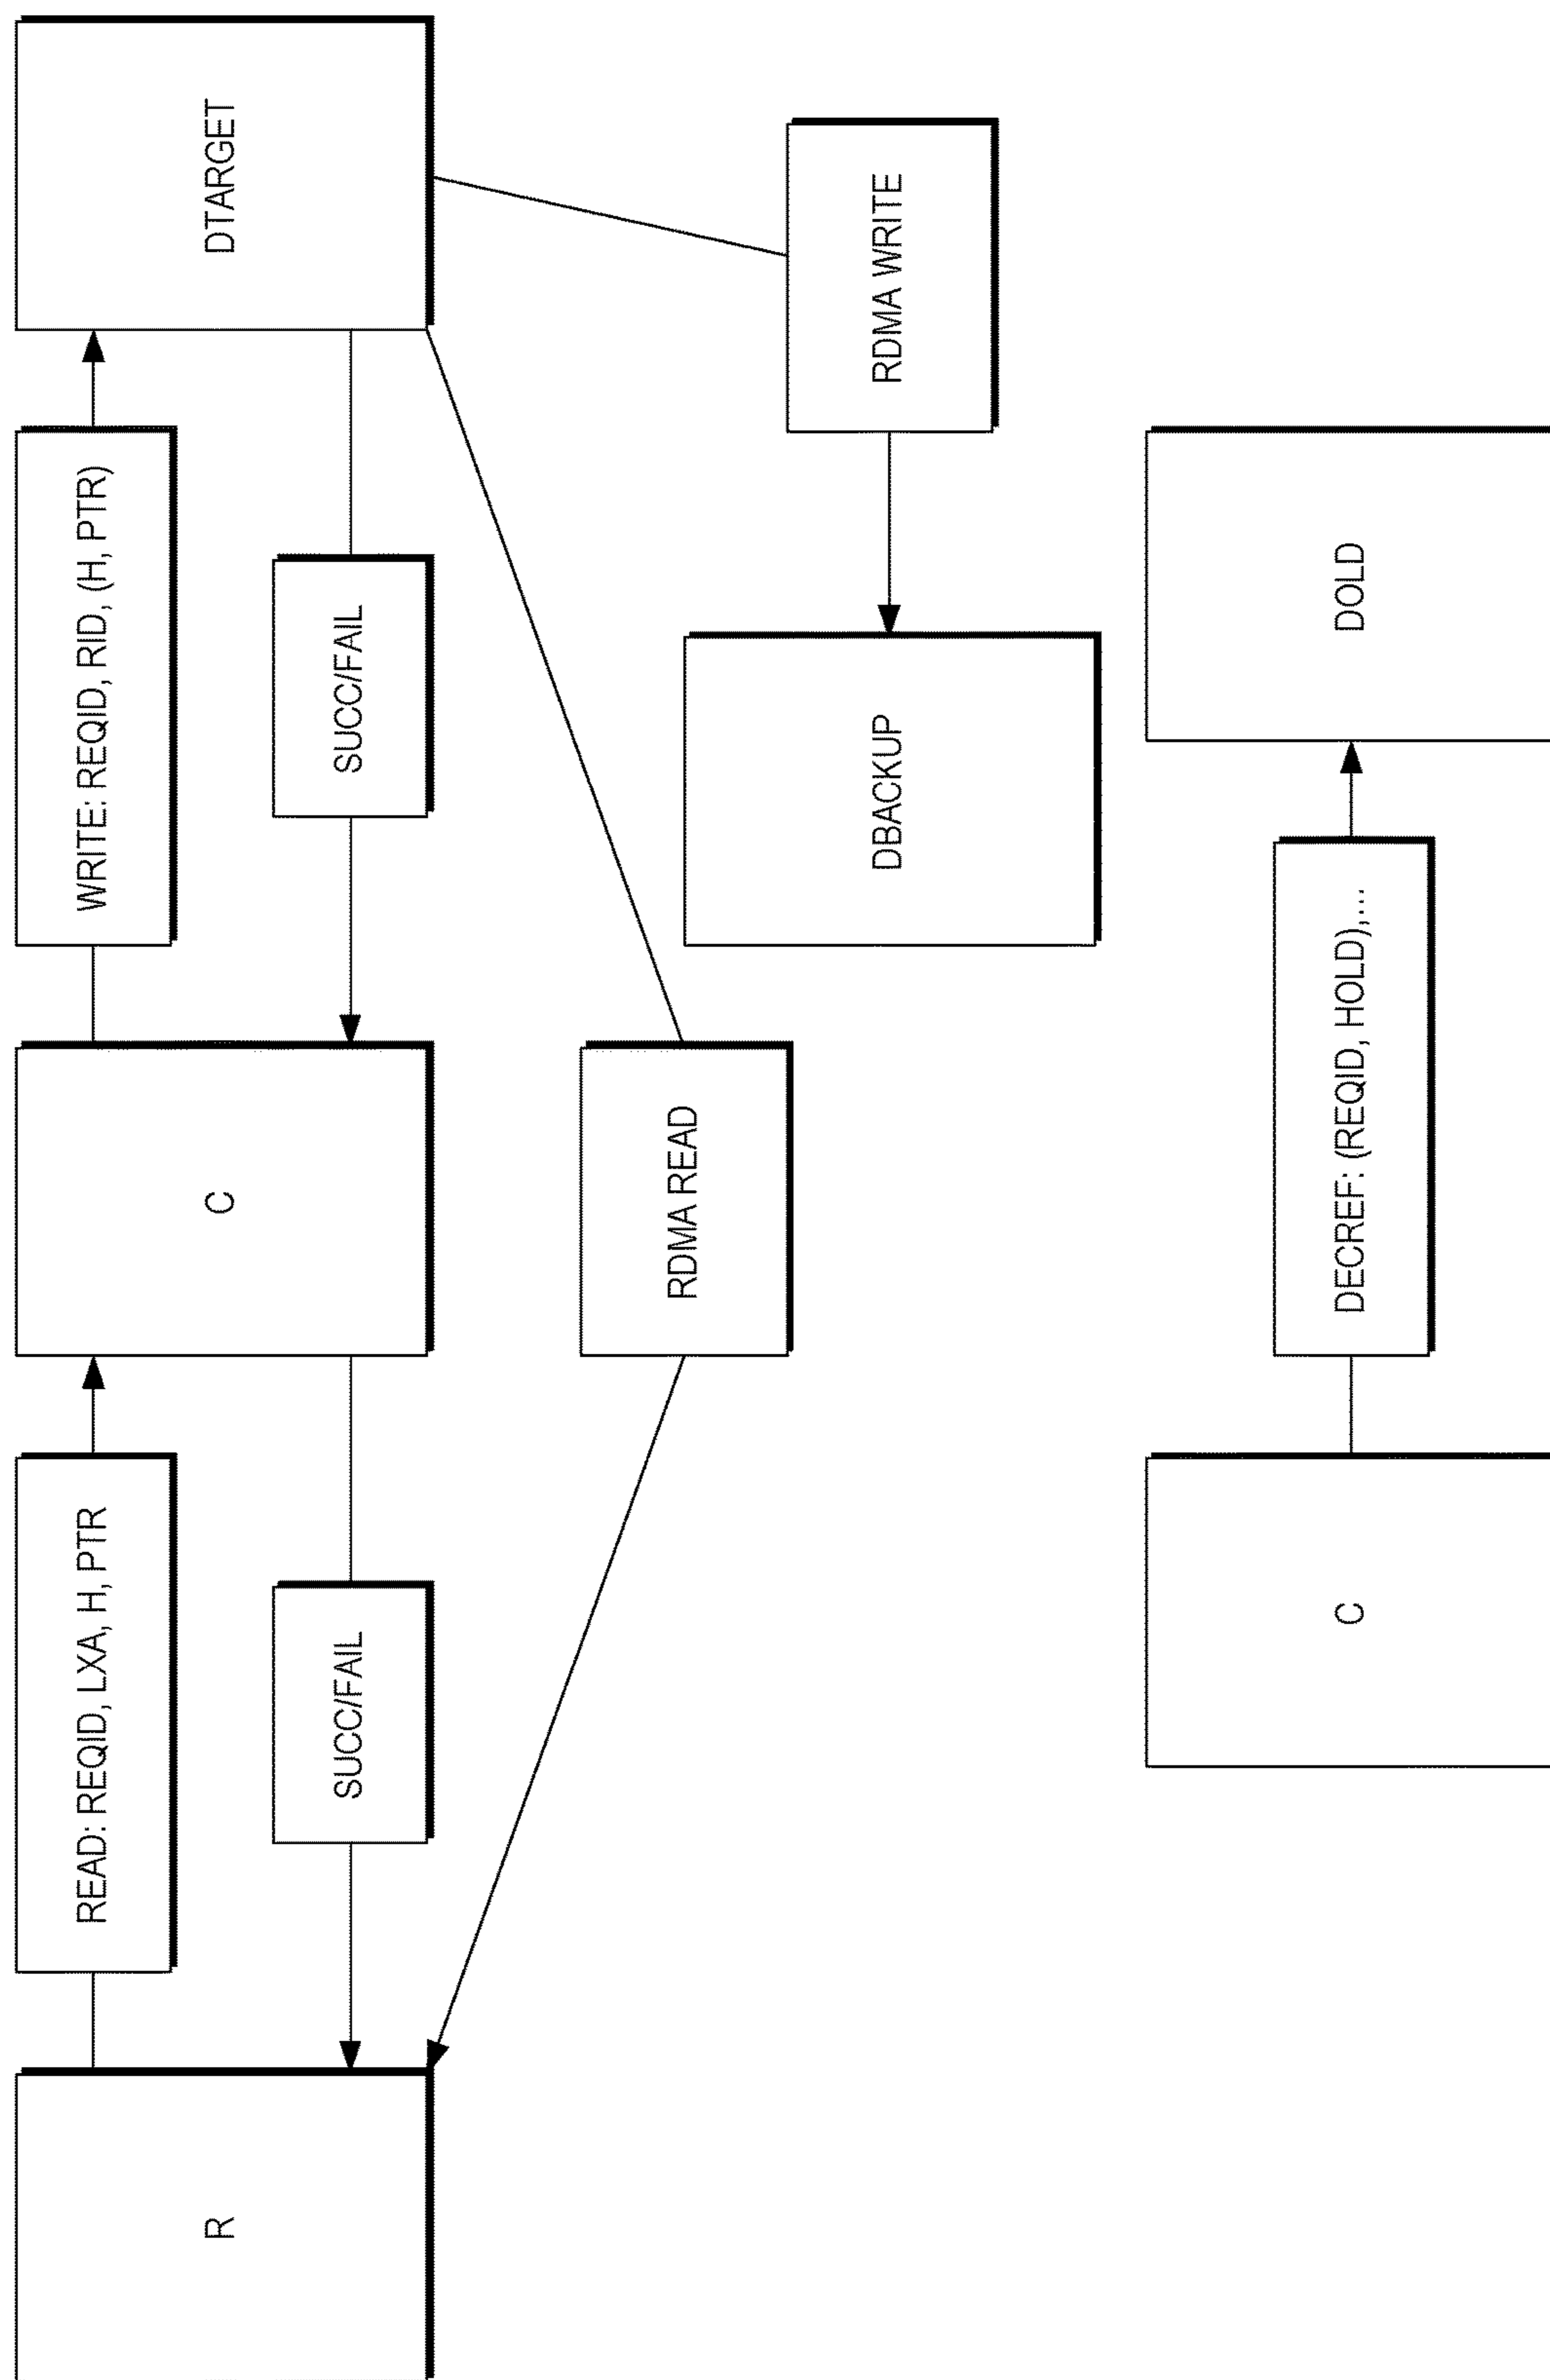 R
READ: REQID, LXA, H, PTR
C
WRITE: REQID, RID, (H, PTR)
DTARGET
SUCC/FAIL
SUCC/FAIL
RDMA READ
RDMA WRITE
DBACKUP
C
DECREF: (REQID, HOLD),...
DOLD